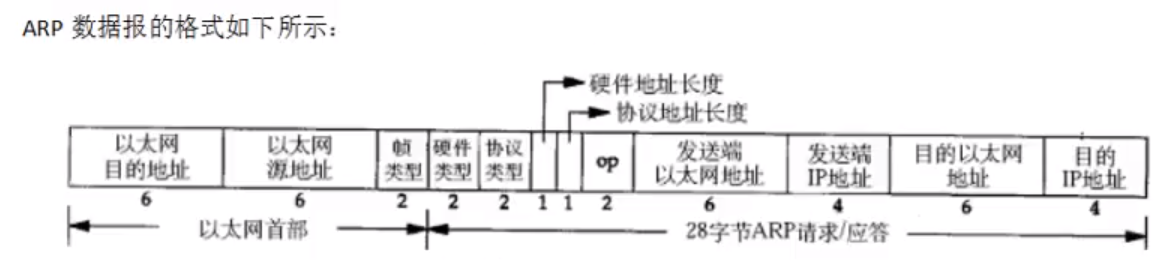 ARP 数据报的格式如下所示：
硬件地址长度
协议地址长度
以太网
目的地址
以太网
源地址
帧
类型
硬件
类型
协议
类型
op
发送端
以太网地址
发送端
IP地址
目的以太网
地址
目的
IP地址
6 6 2 2 2 1 1 2 6 4 6 4
以太网首部
28字节ARP请求/应答